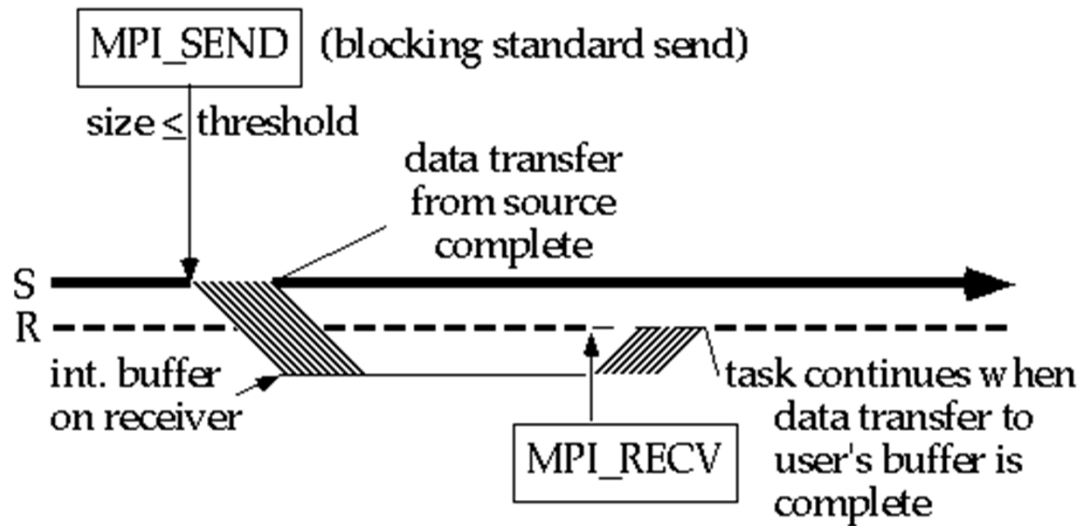 MPI_SEND (blocking standard send)
size ≤ threshold
data transfer
from source
complete
S
R
int. buffer
on receiver
MPI_RECV
task continues when
data transfer to
user's buffer is
complete